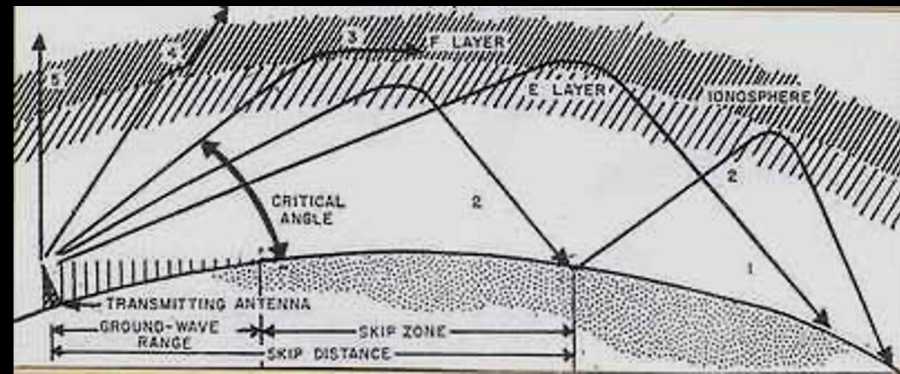 5
4
3
F LAYER
E LAYER
IONOSPHERE
CRITICAL
ANGLE
2
2
1
TRANSMITTING ANTENNA
GROUND-WAVE
RANGE
SKIP ZONE
SKIP DISTANCE